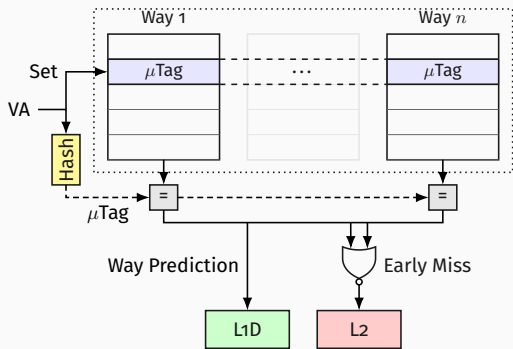 Way 1
Way n
Set
μTag
...
μTag
VA
Hash
μTag
=
=
Way Prediction
Early Miss
L1D
L2